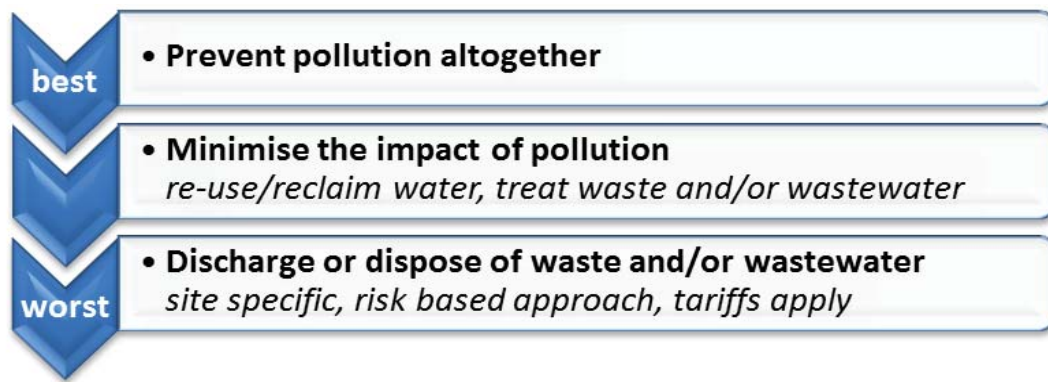 best
• Prevent pollution altogether
• Minimise the impact of pollution
re-use/reclaim water, treat waste and/or wastewater
worst
• Discharge or dispose of waste and/or wastewater
site specific, risk based approach, tariffs apply